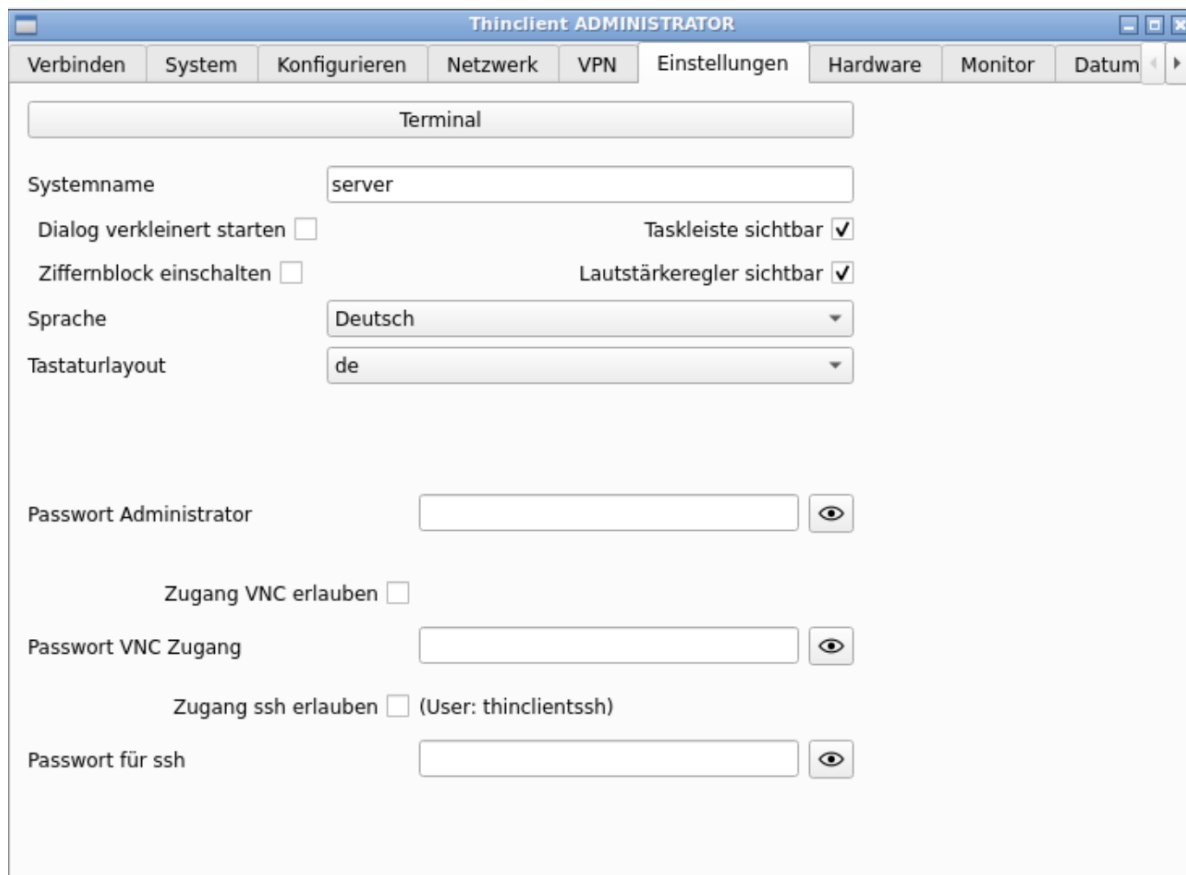 Thinclient ADMINISTRATOR
Verbinden System Konfigurieren Netzwerk VPN Einstellungen Hardware Monitor Datum
Terminal
Systemname server
Dialog verkleinert starten Taskleiste sichtbar
Ziffernblock einschalten Lautstärkeregler sichtbar
Sprache Deutsch
Tastaturlayout de
Passwort Administrator
Zugang VNC erlauben
Passwort VNC Zugang
Zugang ssh erlauben (User: thinclientssh)
Passwort für ssh